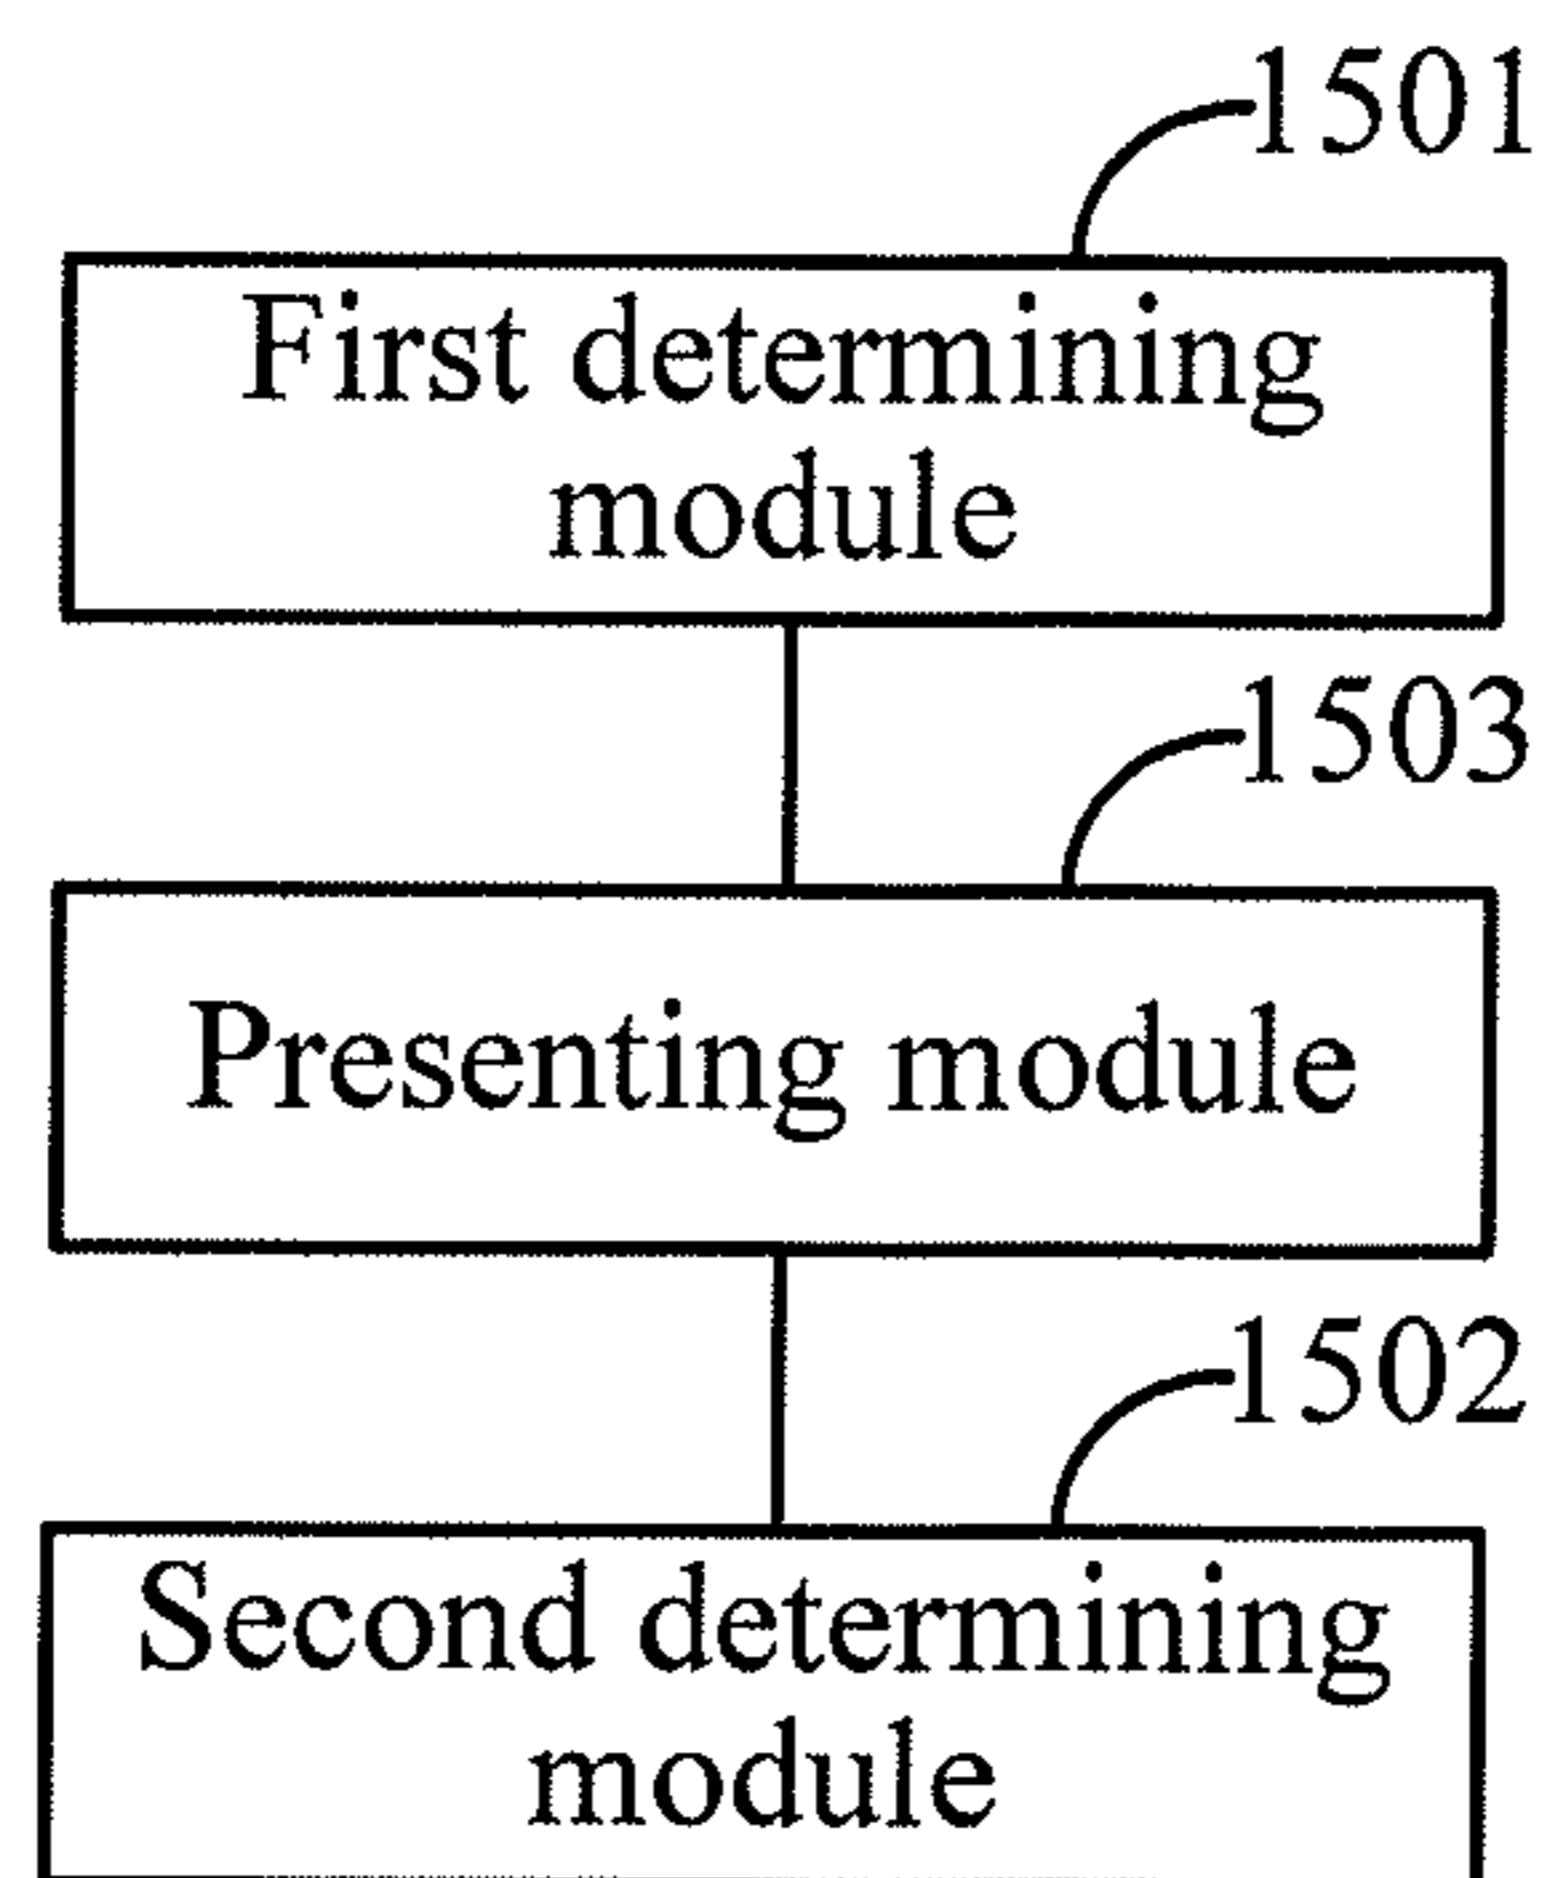 1501
First determining
module
1503
Presenting module
1502
Second determining
module